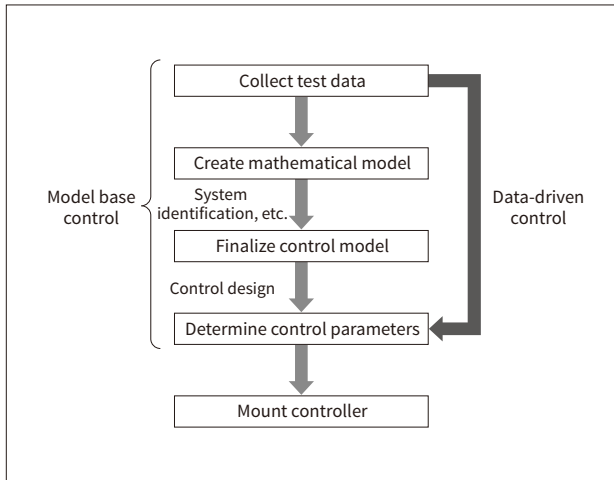 Collect test data
Create mathematical model
System
identification, etc.
Model base
control
Data-driven
control
Finalize control model
Control design
Determine control parameters
Mount controller